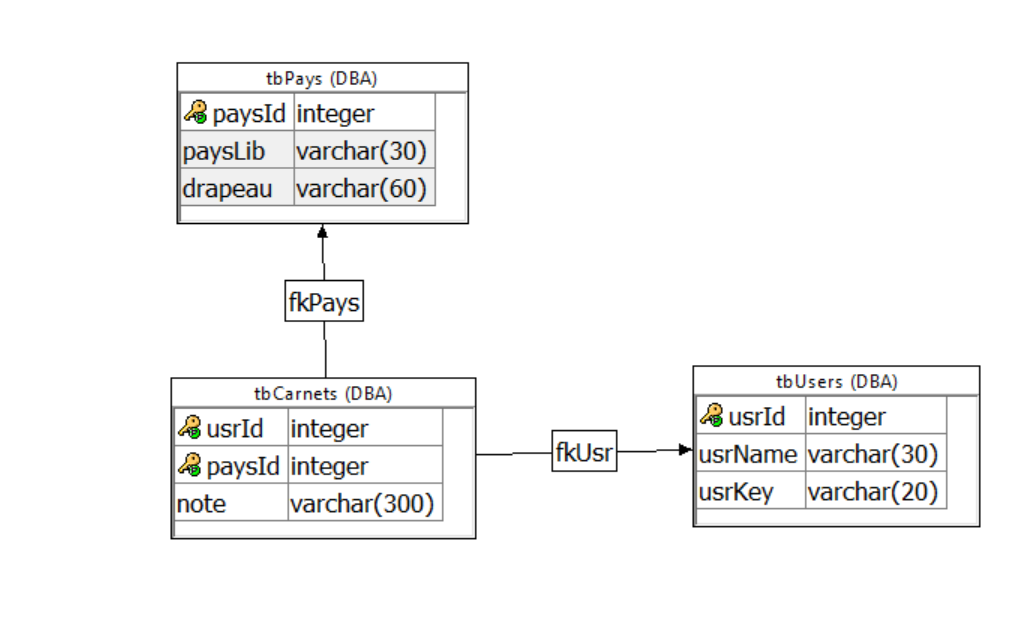 tbPays (DBA)
paysId integer
paysLib varchar(30)
drapeau varchar(60)
fkPays
tbCarnets (DBA)
usrId integer
paysId integer
note varchar(300)
fkUsr
tbUsers (DBA)
usrId integer
usrName varchar(30)
usrKey varchar(20)